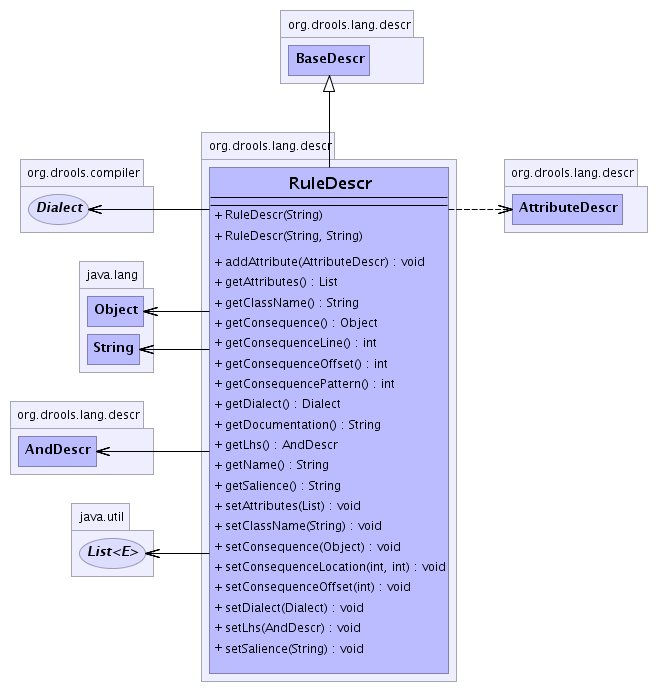 org.drools.lang.descr
BaseDescr
org.drools.lang.descr
RuleDescr
+ RuleDescr(String)
+ RuleDescr(String, String)
+ addAttribute(AttributeDescr) : void
+ getAttributes() : List
+ getClassName() : String
+ getConsequence() : Object
+ getConsequenceLine() : int
+ getConsequenceOffset() : int
+ getConsequencePattern() : int
+ getDialect() : Dialect
+ getDocumentation() : String
+ getLhs() : AndDescr
+ getName() : String
+ getSalience() : String
+ setAttributes(List) : void
+ setClassName(String) : void
+ setConsequence(Object) : void
+ setConsequenceLocation(int, int) : void
+ setConsequenceOffset(int) : void
+ setDialect(Dialect) : void
+ setLhs(AndDescr) : void
+ setSalience(String) : void
org.drools.compiler
Dialect
java.lang
Object
String
org.drools.lang.descr
AndDescr
java.util
List<E>
org.drools.lang.descr
AttributeDescr